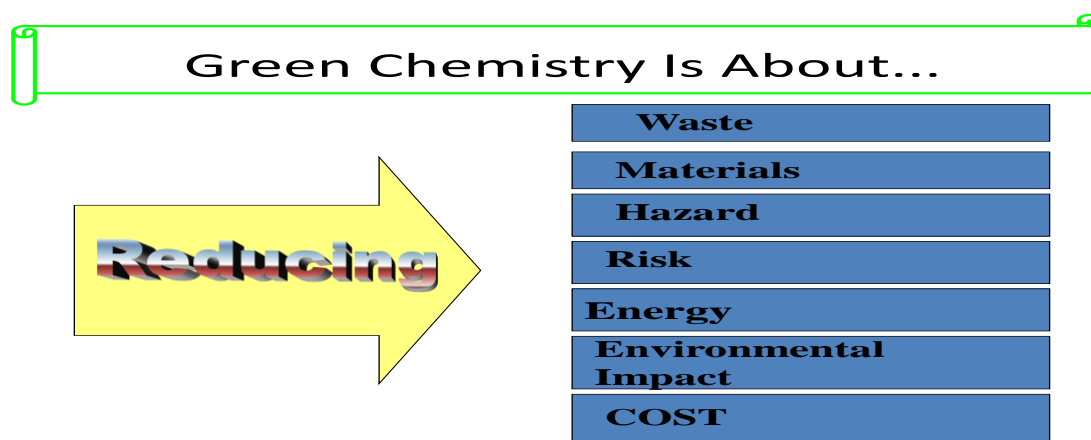 Green Chemistry Is About...
Reducing
Waste
Materials
Hazard
Risk
Energy
Environmental
Impact
COST